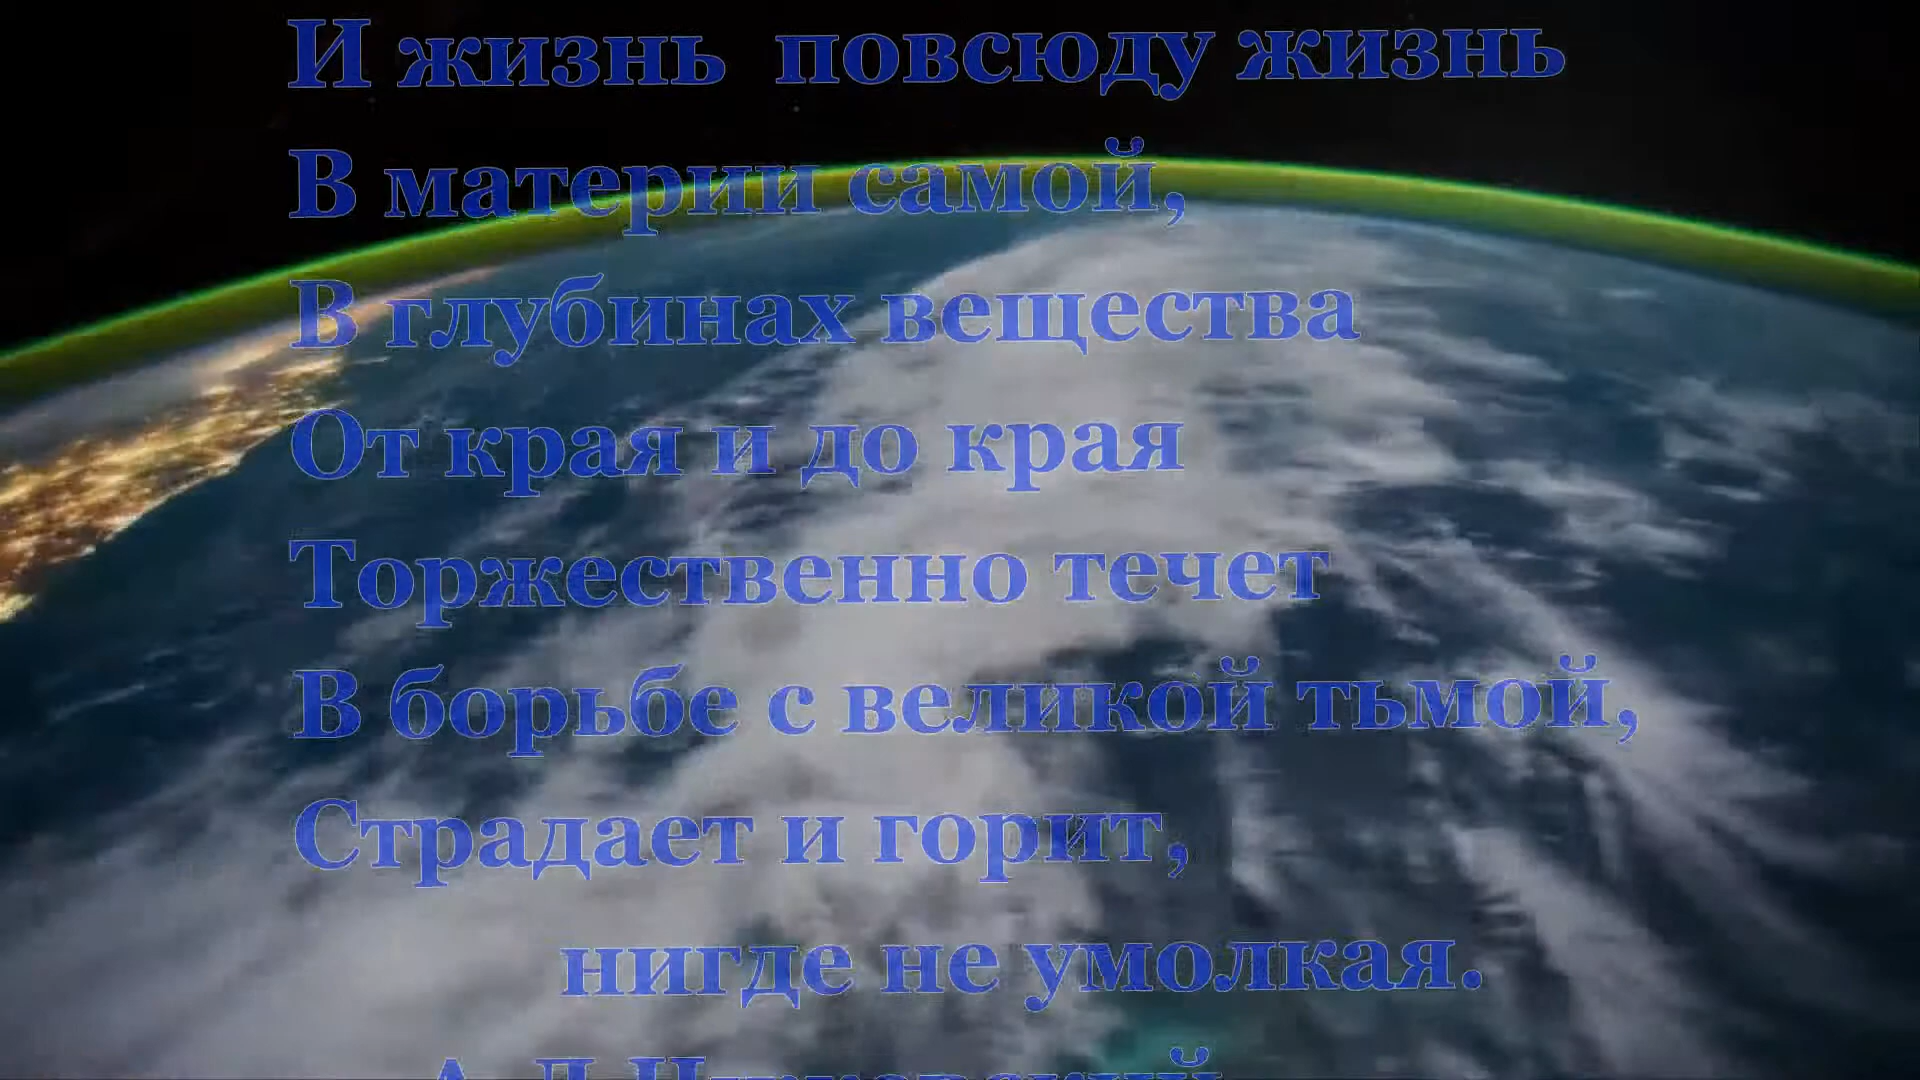 И жизнь повсюду жизнь
В материи самой,
В глубинах вещества
От края и до края
Торжественно течет
В борьбе с великой тьмой,
Страдает и горит,
нигде не умолкая.